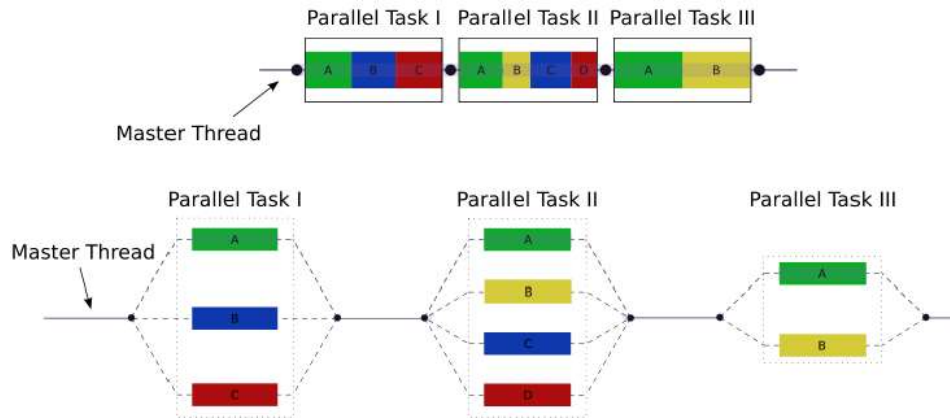 Parallel Task I Parallel Task II Parallel Task III
A B C A B C D A B
Master Thread
Parallel Task I Parallel Task II Parallel Task III
A A
Master Thread
B A
B C B
C D